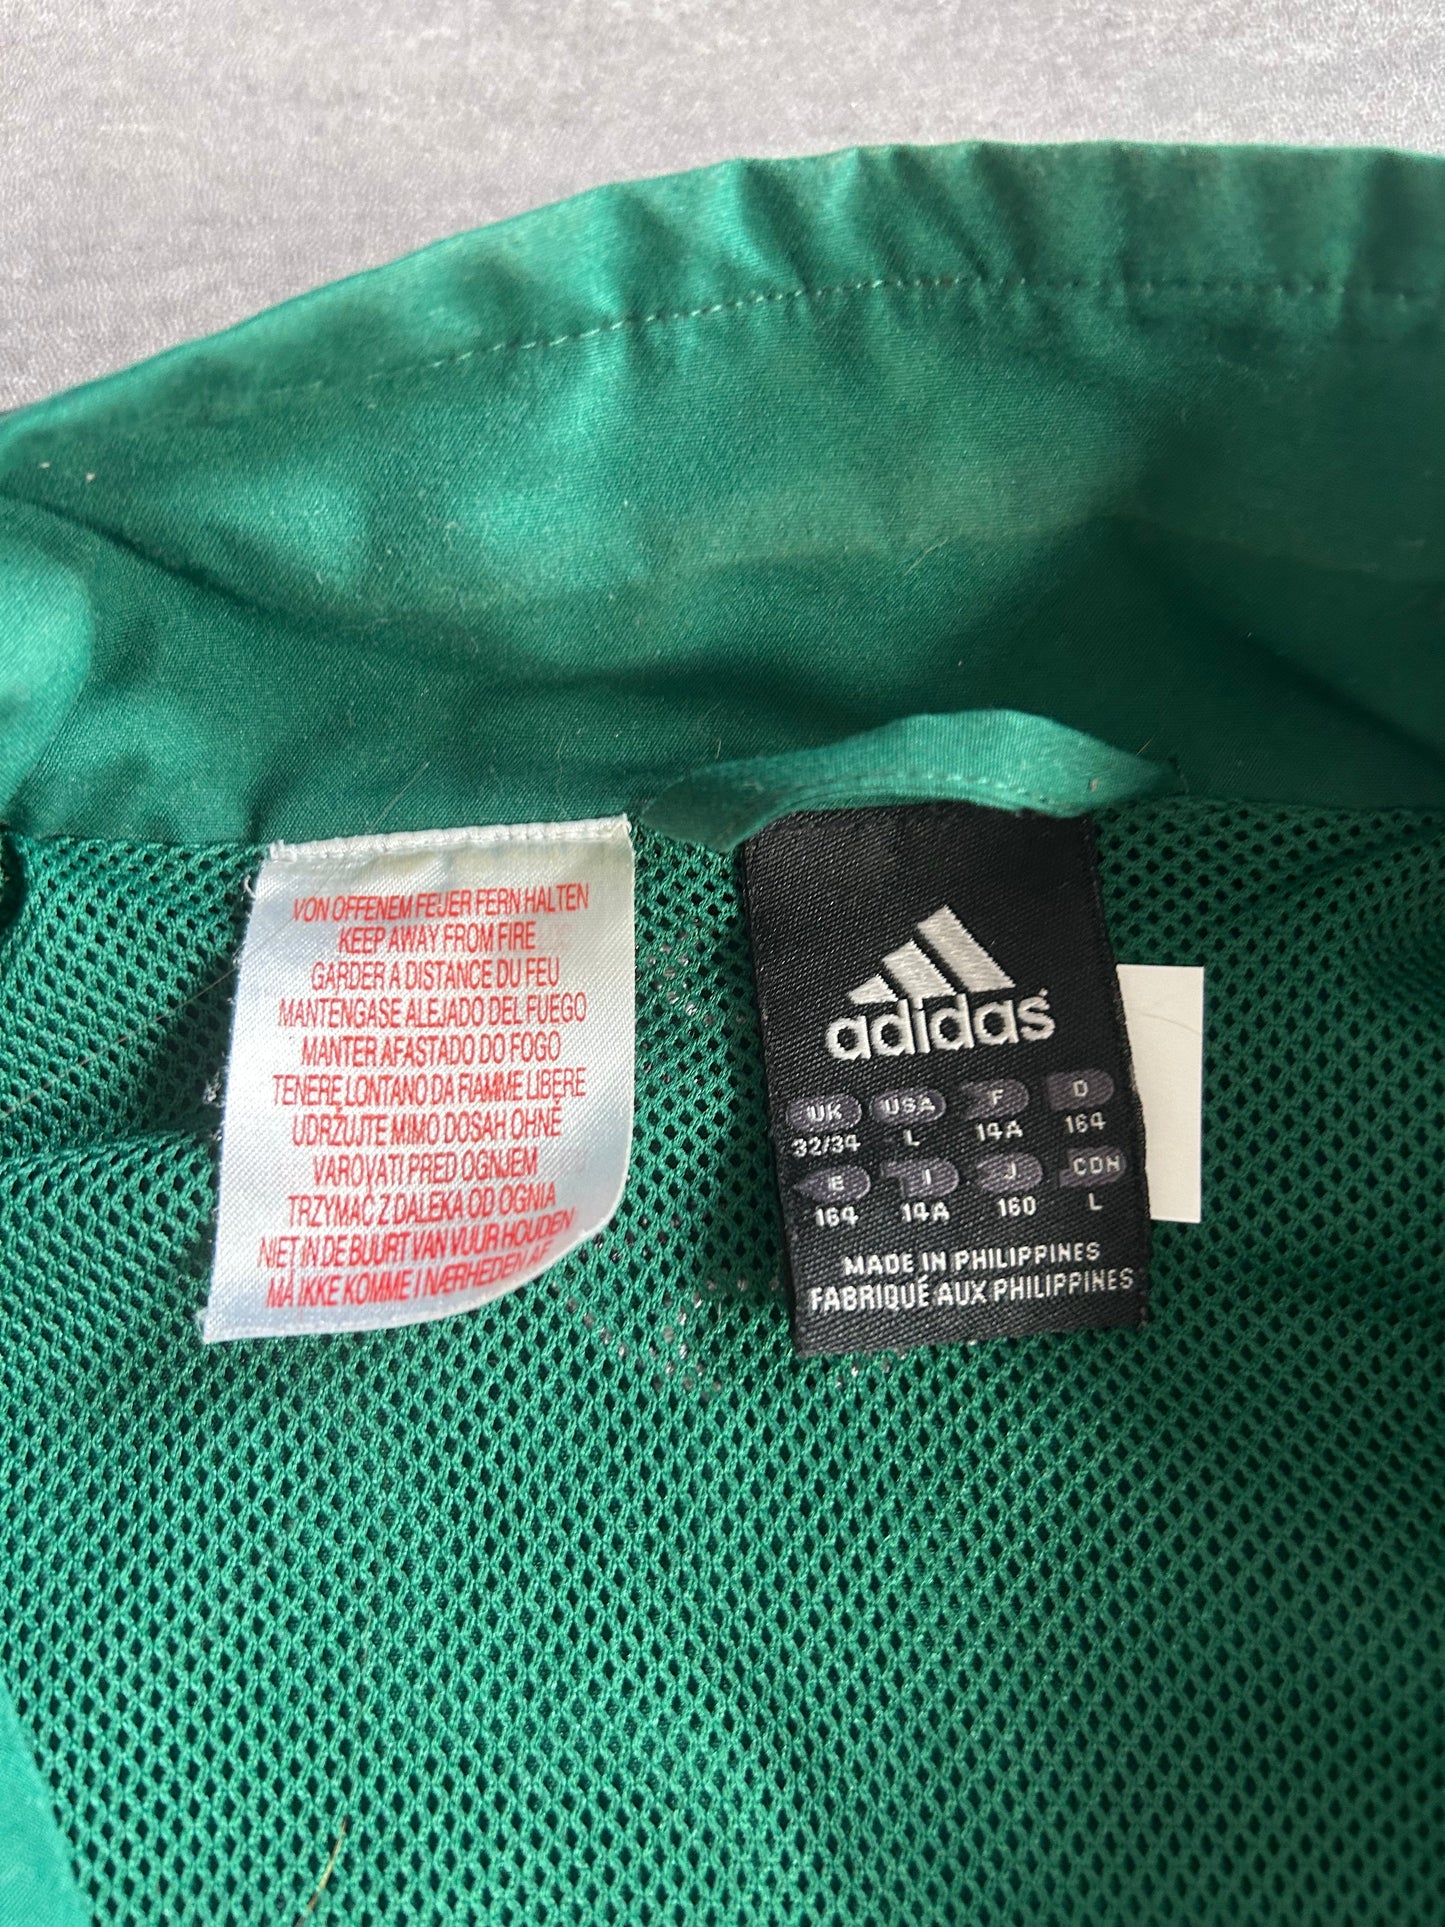 VON OFFENEM FEUER FERN HALTEN
KEEP AWAY FROM FIRE
GARDER A DISTANCE DU FEU
MANTENGASE ALEJADO DEL FUEGO
MANTER AFASTADO DO FOGO
TENERE LONTANO DA FIAMME LIBERE
UDRŽUJTE MIMO DOSAH OHNĚ
VAROVATI PRED OGNJEM
TRZYMAĆ Z DALEKA OD OGNIA
NIET IN DE BUURT VAN VUUR HOUDEN
MÅ IKKE KOMME I NÆRHEDEN AF
adidas
UK USA F D
32/34 L 14A 164
E I J CDN
164 14A 160 L
MADE IN PHILIPPINES
FABRIQUÉ AUX PHILIPPINES